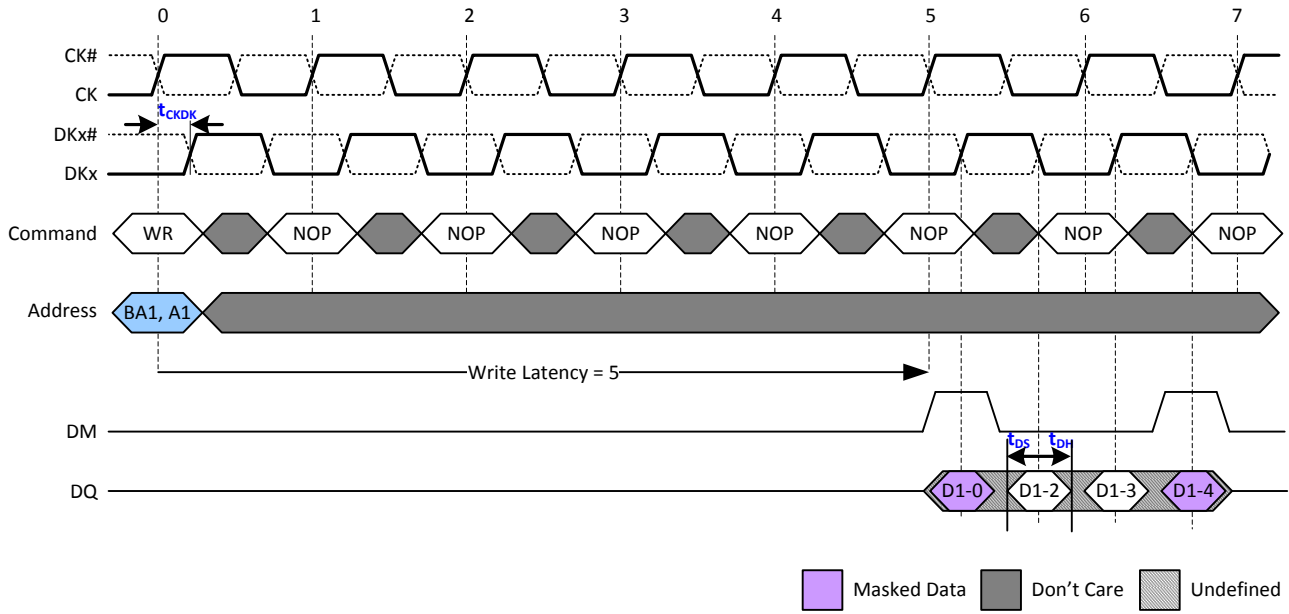 0 1 2 3 4 5 6 7
CK#
CK
tCKDK
DKx#
DKx
Command WR NOP NOP NOP NOP NOP NOP NOP
Address BA1, A1
Write Latency = 5
DM
tDS tDH
DQ D1-0 D1-2 D1-3 D1-4
Masked Data Don't Care Undefined